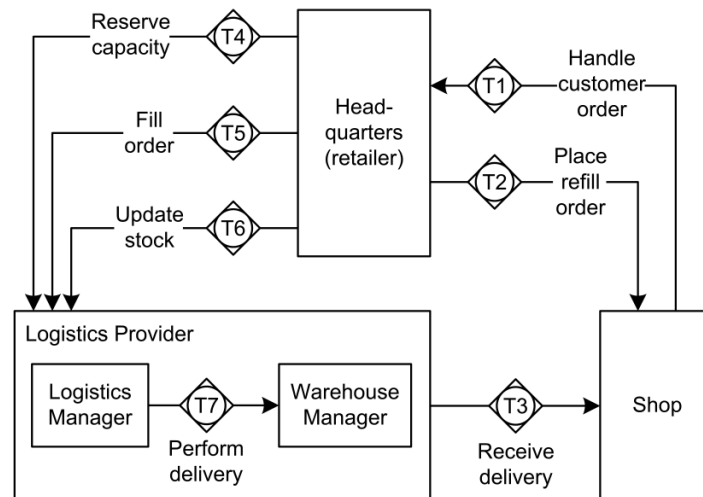 Reserve
capacity
T4
Head-
quarters
(retailer)
T1
Handle
customer
order
Fill
order
T5
T2
Place
refill
order
Update
stock
T6
Logistics Provider
Logistics
Manager
T7
Perform
delivery
Warehouse
Manager
T3
Receive
delivery
Shop